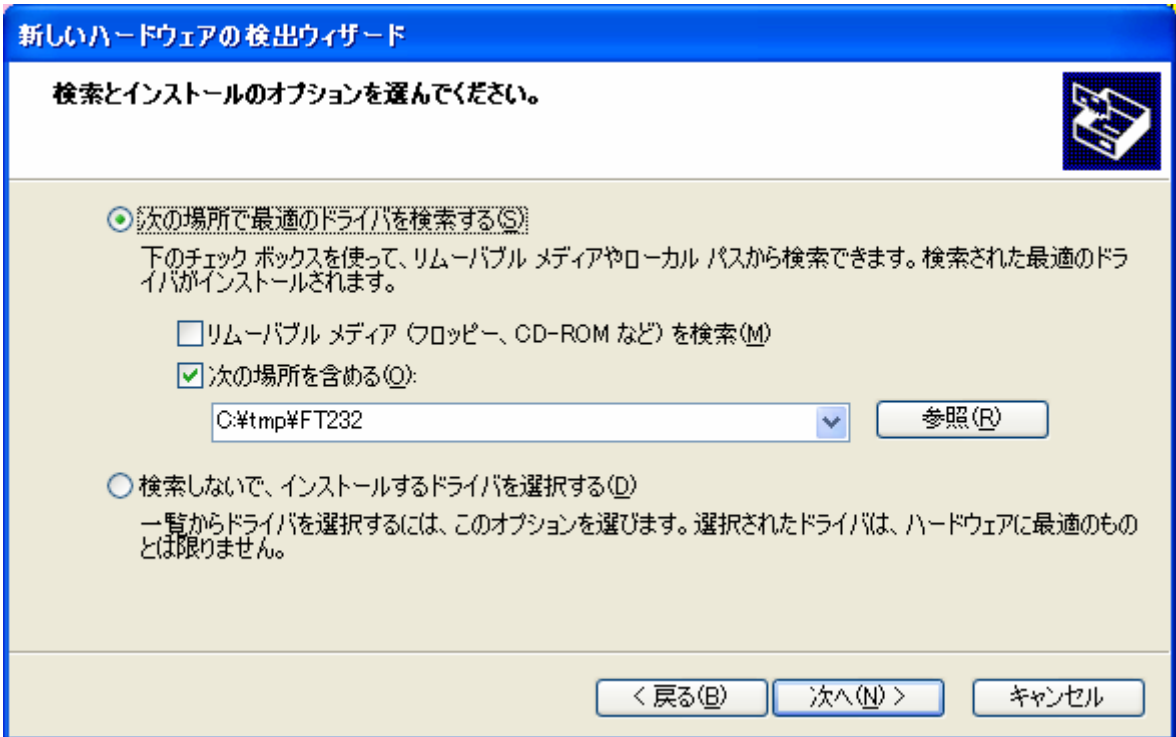 新しいハードウェアの検出ウィザード
検索とインストールのオプションを選んでください。
次の場所で最適のドライバを検索する(S)
下のチェック ボックスを使って、リムーバブル メディアやローカル パスから検索できます。検索された最適のドラ
イバがインストールされます。
リムーバブル メディア (フロッピー、CD-ROM など) を検索(M)
次の場所を含める(O):
C:¥tmp¥FT232
参照(R)
検索しないで、インストールするドライバを選択する(D)
一覧からドライバを選択するには、このオプションを選びます。選択されたドライバは、ハードウェアに最適のもの
とは限りません。
< 戻る(B)
次へ(N) >
キャンセル